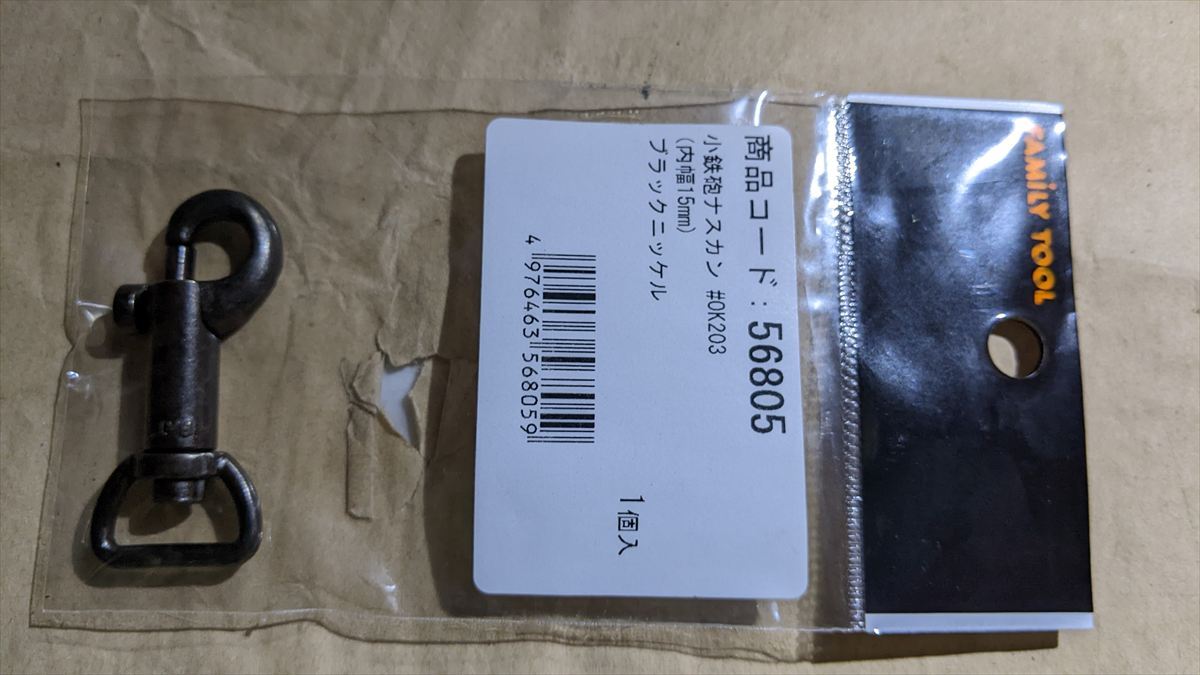 FAMiLY TOOL
商品コード：56805
小鉄砲ナスカン #OK203
(内幅15mm)
ブラックニッケル
4 976463 568059
1個入